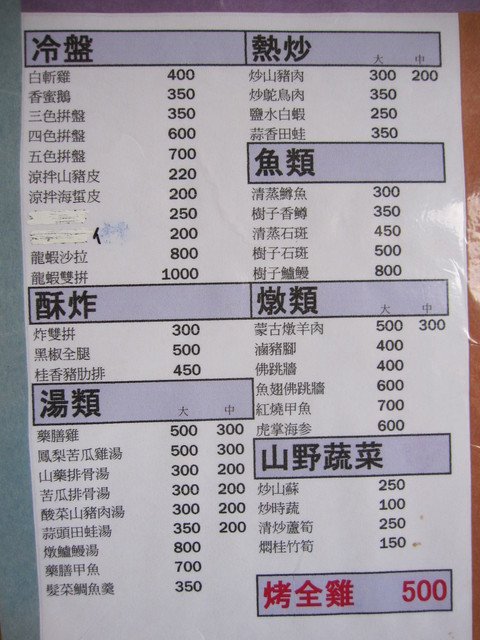 冷盤
白斬雞 400
香蜜鵝 350
三色拚盤 350
四色拚盤 600
五色拚盤 700
涼拌山豬皮 220
涼拌海蜇皮 200
250
200
龍蝦沙拉 800
龍蝦雙拚 1000
酥炸
炸雙拚 300
黑椒全腿 500
桂香豬肋排 450
湯類 大 中
藥膳雞 500 300
鳳梨苦瓜雞湯 500 300
山藥排骨湯 300 200
苦瓜排骨湯 300 200
酸菜山豬肉湯 300 200
蒜頭田蛙湯 350 200
燉鱸鰻湯 800
藥膳甲魚 700
髮菜鯛魚羹 350
熱炒 大 中
炒山豬肉 300 200
炒鴕鳥肉 350
鹽水白蝦 250
蒜香田蛙 350
魚類
清蒸鱒魚 300
樹子香鱒 350
清蒸石斑 450
樹子石斑 500
樹子鱸鰻 800
燉類 大 中
蒙古燉羊肉 500 300
滷豬腳 400
佛跳牆 400
魚翅佛跳牆 600
紅燒甲魚 700
虎掌海參 600
山野蔬菜
炒山蘇 250
炒時蔬 100
清炒蘆筍 250
燜桂竹筍 150
烤全雞 500